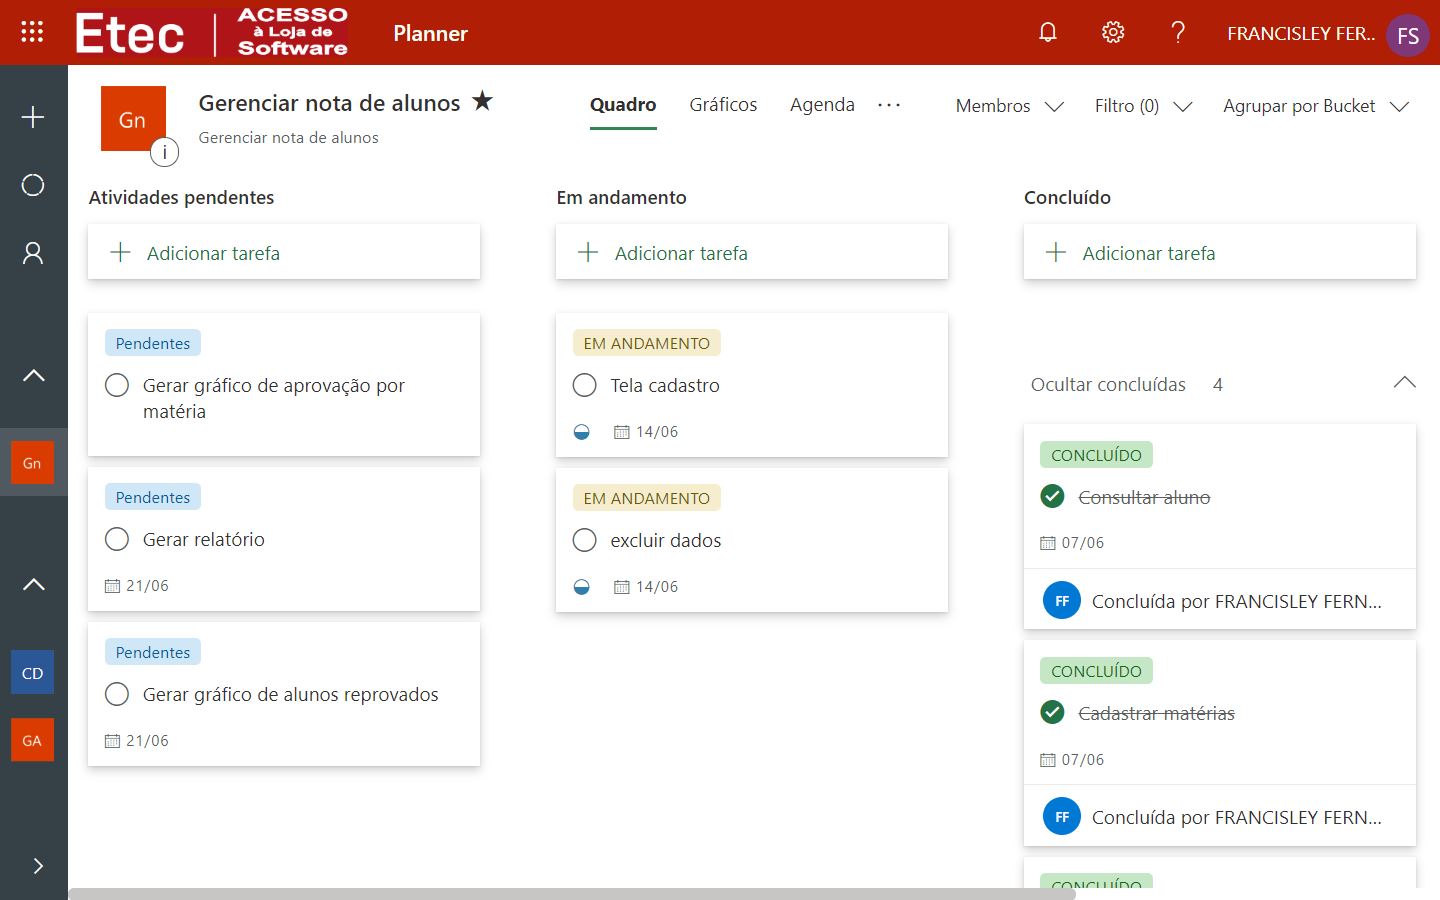 Etec
ACESSO
à Loja de
Software
Planner
FRANCISLEY FER..
FS
Gn
i
Gerenciar nota de alunos
Gerenciar nota de alunos
Quadro
Gráficos
Agenda
Membros
Filtro (0)
Agrupar por Bucket
Atividades pendentes
Adicionar tarefa
Pendentes
Gerar gráfico de aprovação por
matéria
Pendentes
Gerar relatório
21/06
Pendentes
Gerar gráfico de alunos reprovados
21/06
Em andamento
Adicionar tarefa
EM ANDAMENTO
Tela cadastro
14/06
EM ANDAMENTO
excluir dados
14/06
Concluído
Adicionar tarefa
Ocultar concluídas 4
CONCLUÍDO
Consultar aluno
07/06
FF Concluída por FRANCISLEY FERN...
CONCLUÍDO
Cadastrar matérias
07/06
FF Concluída por FRANCISLEY FERN...
CONCLUÍDO
Gn
CD
GA